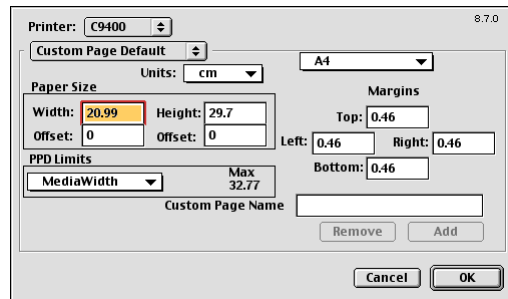 Printer: C9400 8.7.0
Custom Page Default
Units: cm A4
Paper Size Margins
Width: 20.99 Height: 29.7 Top: 0.46
Offset: 0 Offset: 0 Left: 0.46 Right: 0.46
PPD Limits Bottom: 0.46
MediaWidth Max
32.77
Custom Page Name
Remove Add
Cancel OK